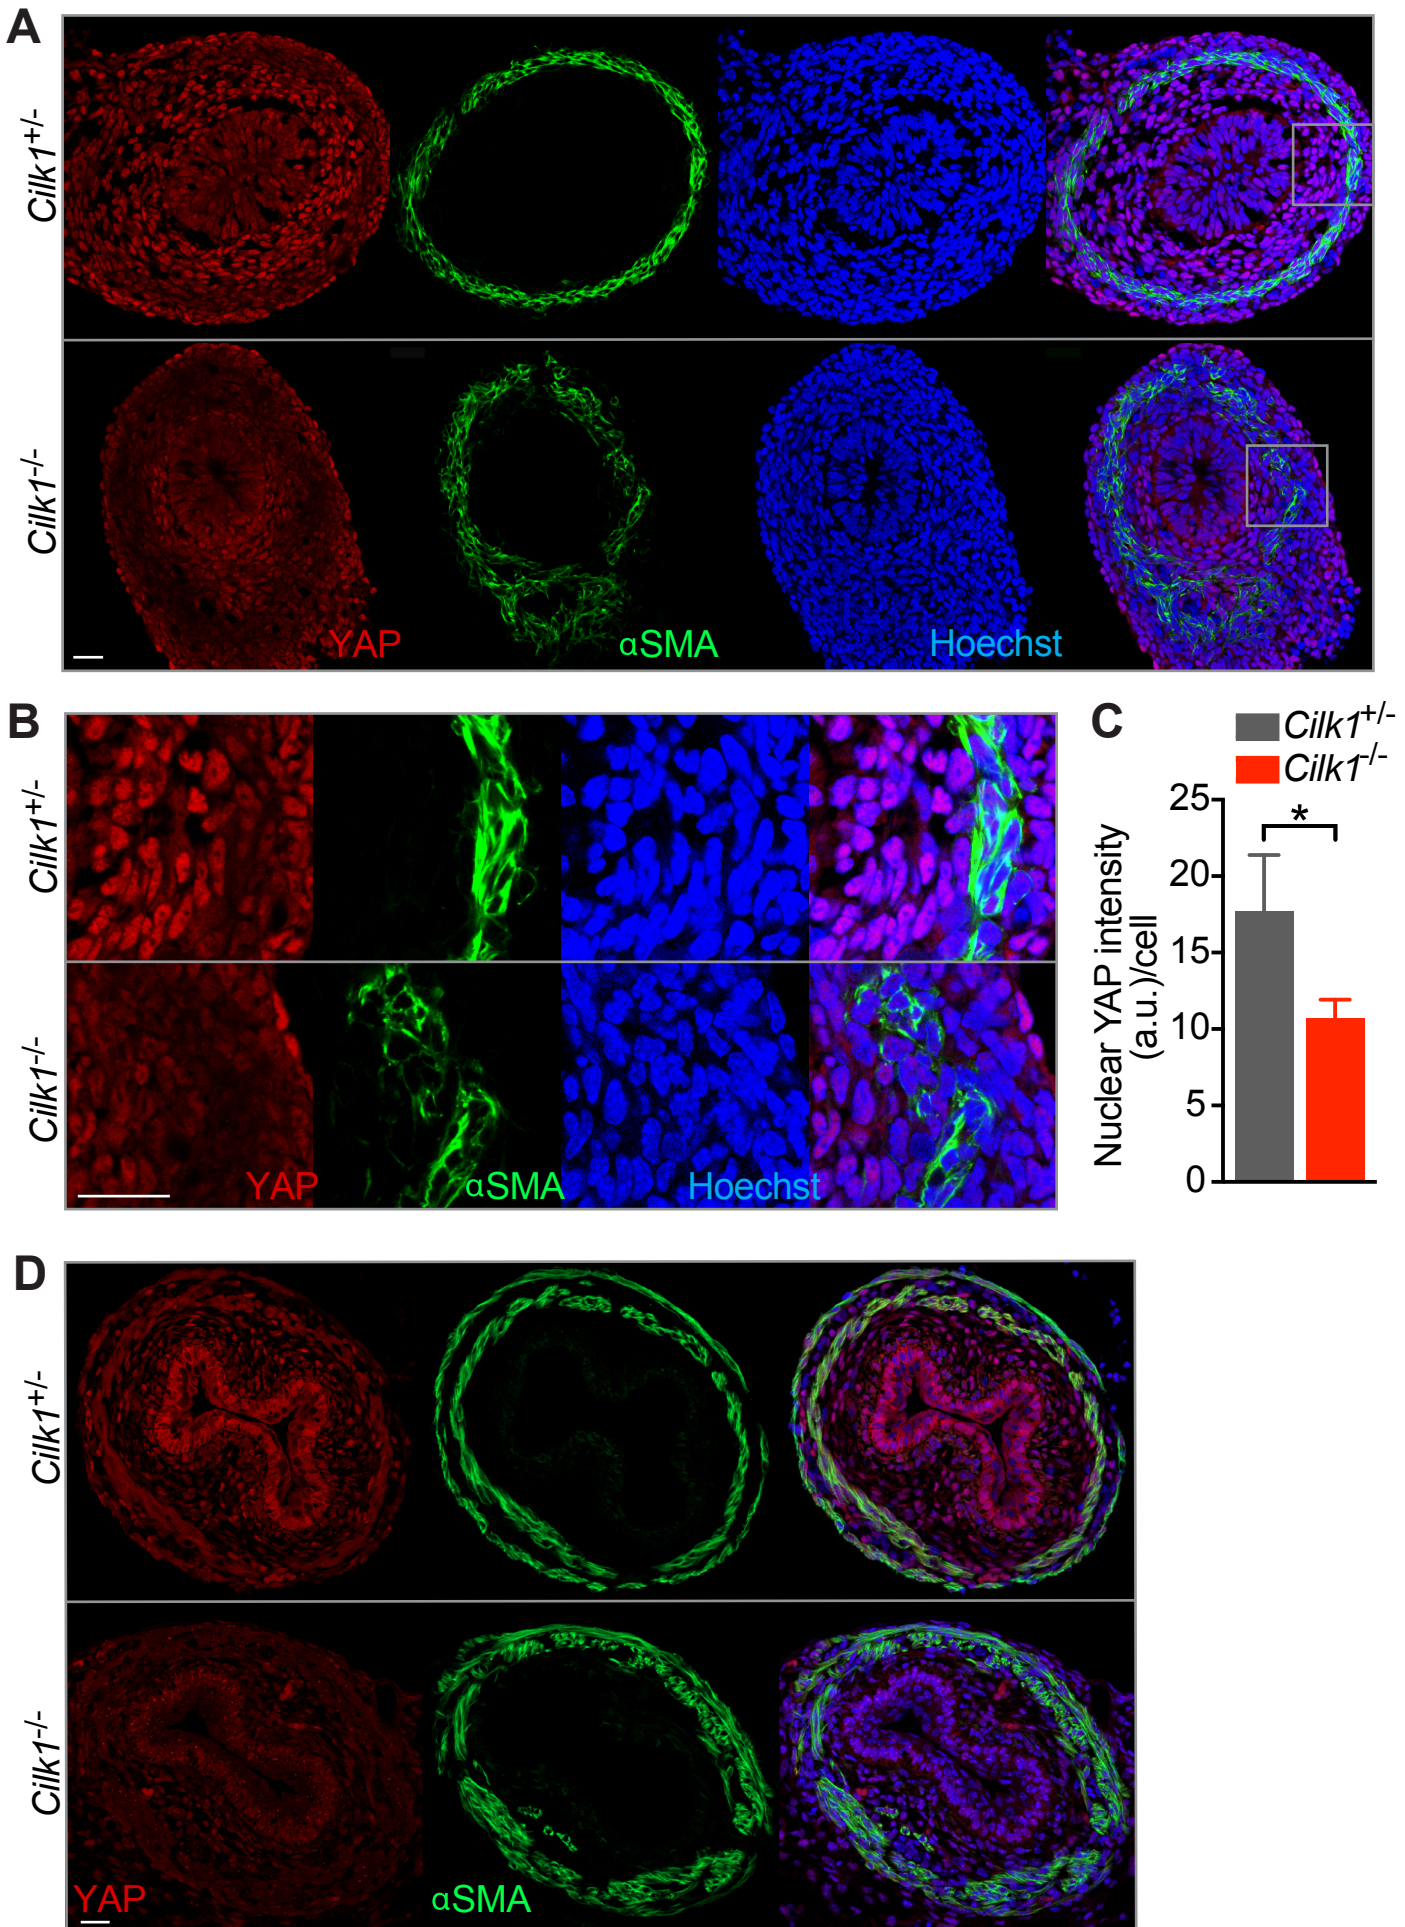 A
Cilk1+/-
Cilk1-/-
YAP
αSMA
Hoechst
B
Cilk1+/-
Cilk1-/-
YAP
αSMA
Hoechst
C
Cilk1+/-
Cilk1-/-
*
25
20
15
10
5
0
Nuclear YAP intensity
(a.u.)/cell
D
Cilk1+/-
Cilk1-/-
YAP
αSMA